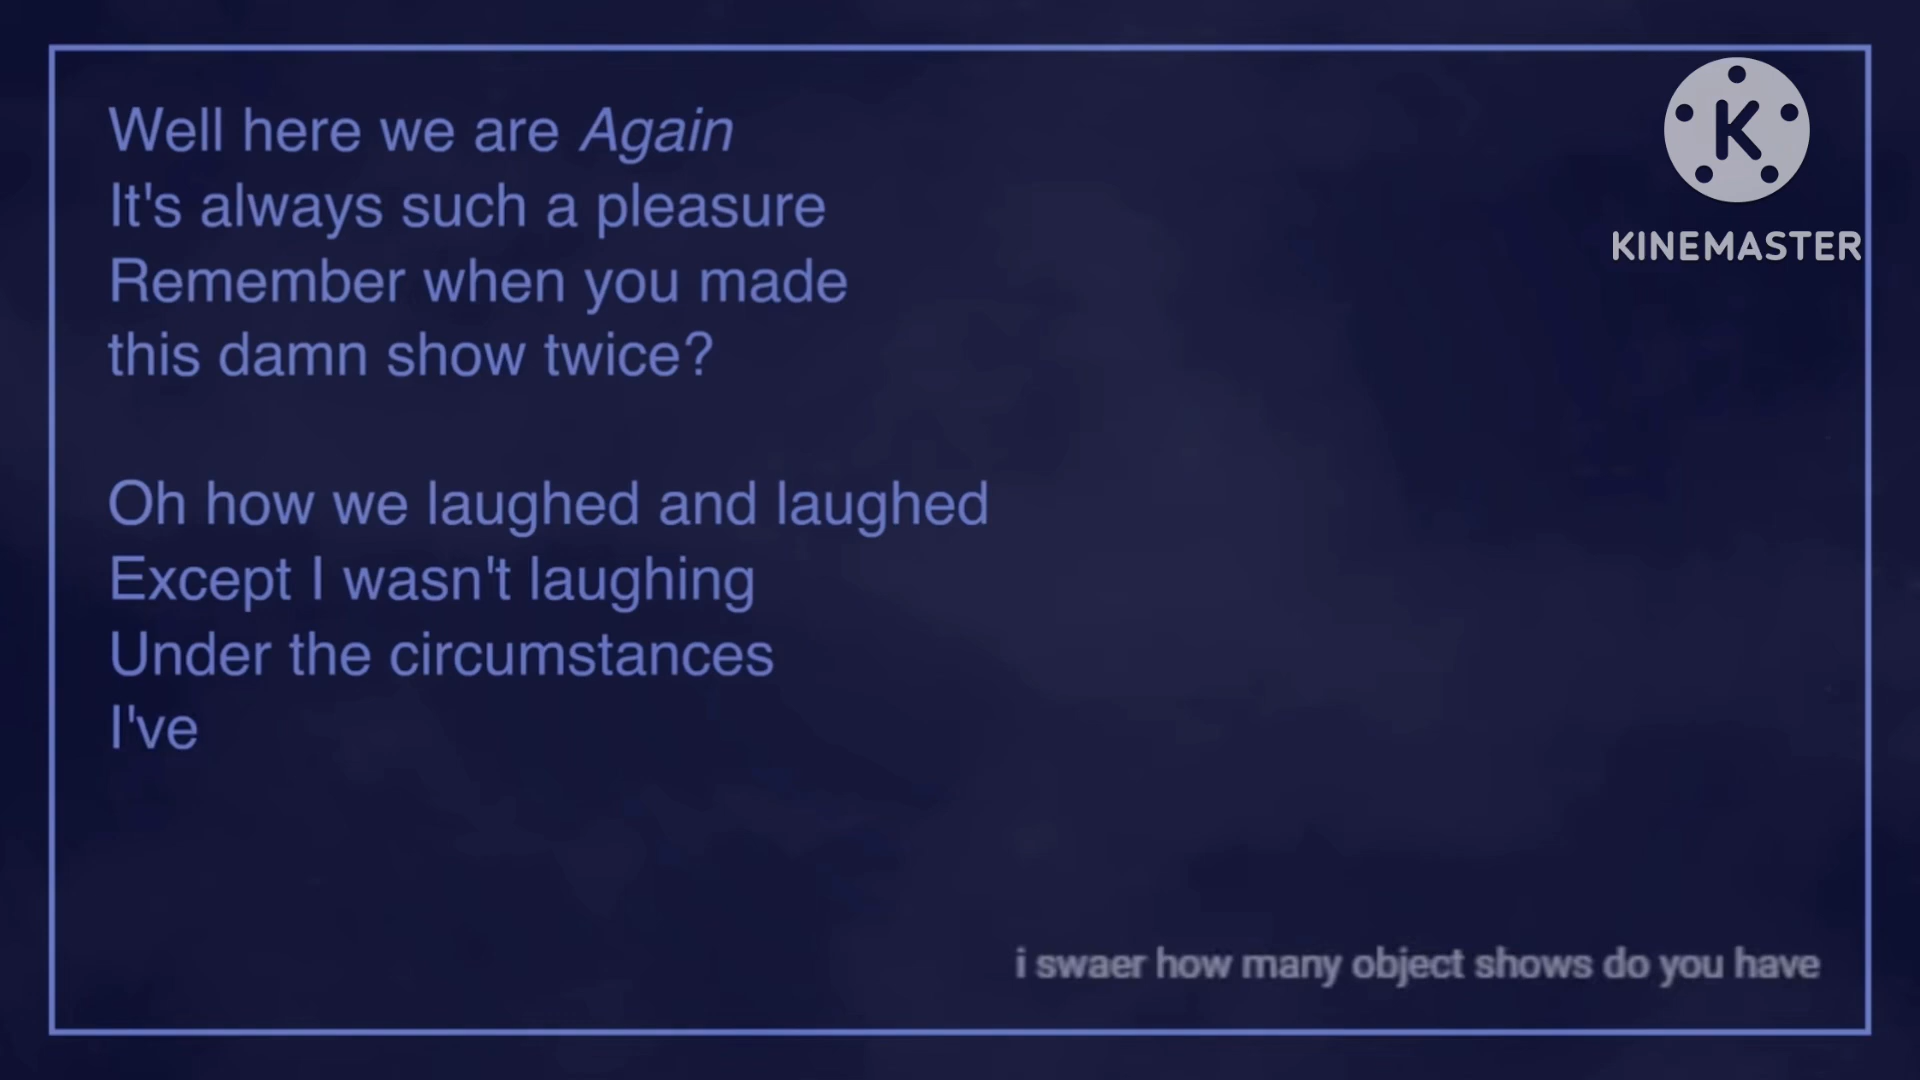 Well here we are Again
It's always such a pleasure
Remember when you made
this damn show twice?
Oh how we laughed and laughed
Except I wasn't laughing
Under the circumstances
I've
K
KINEMASTER
i swaer how many object shows do you have